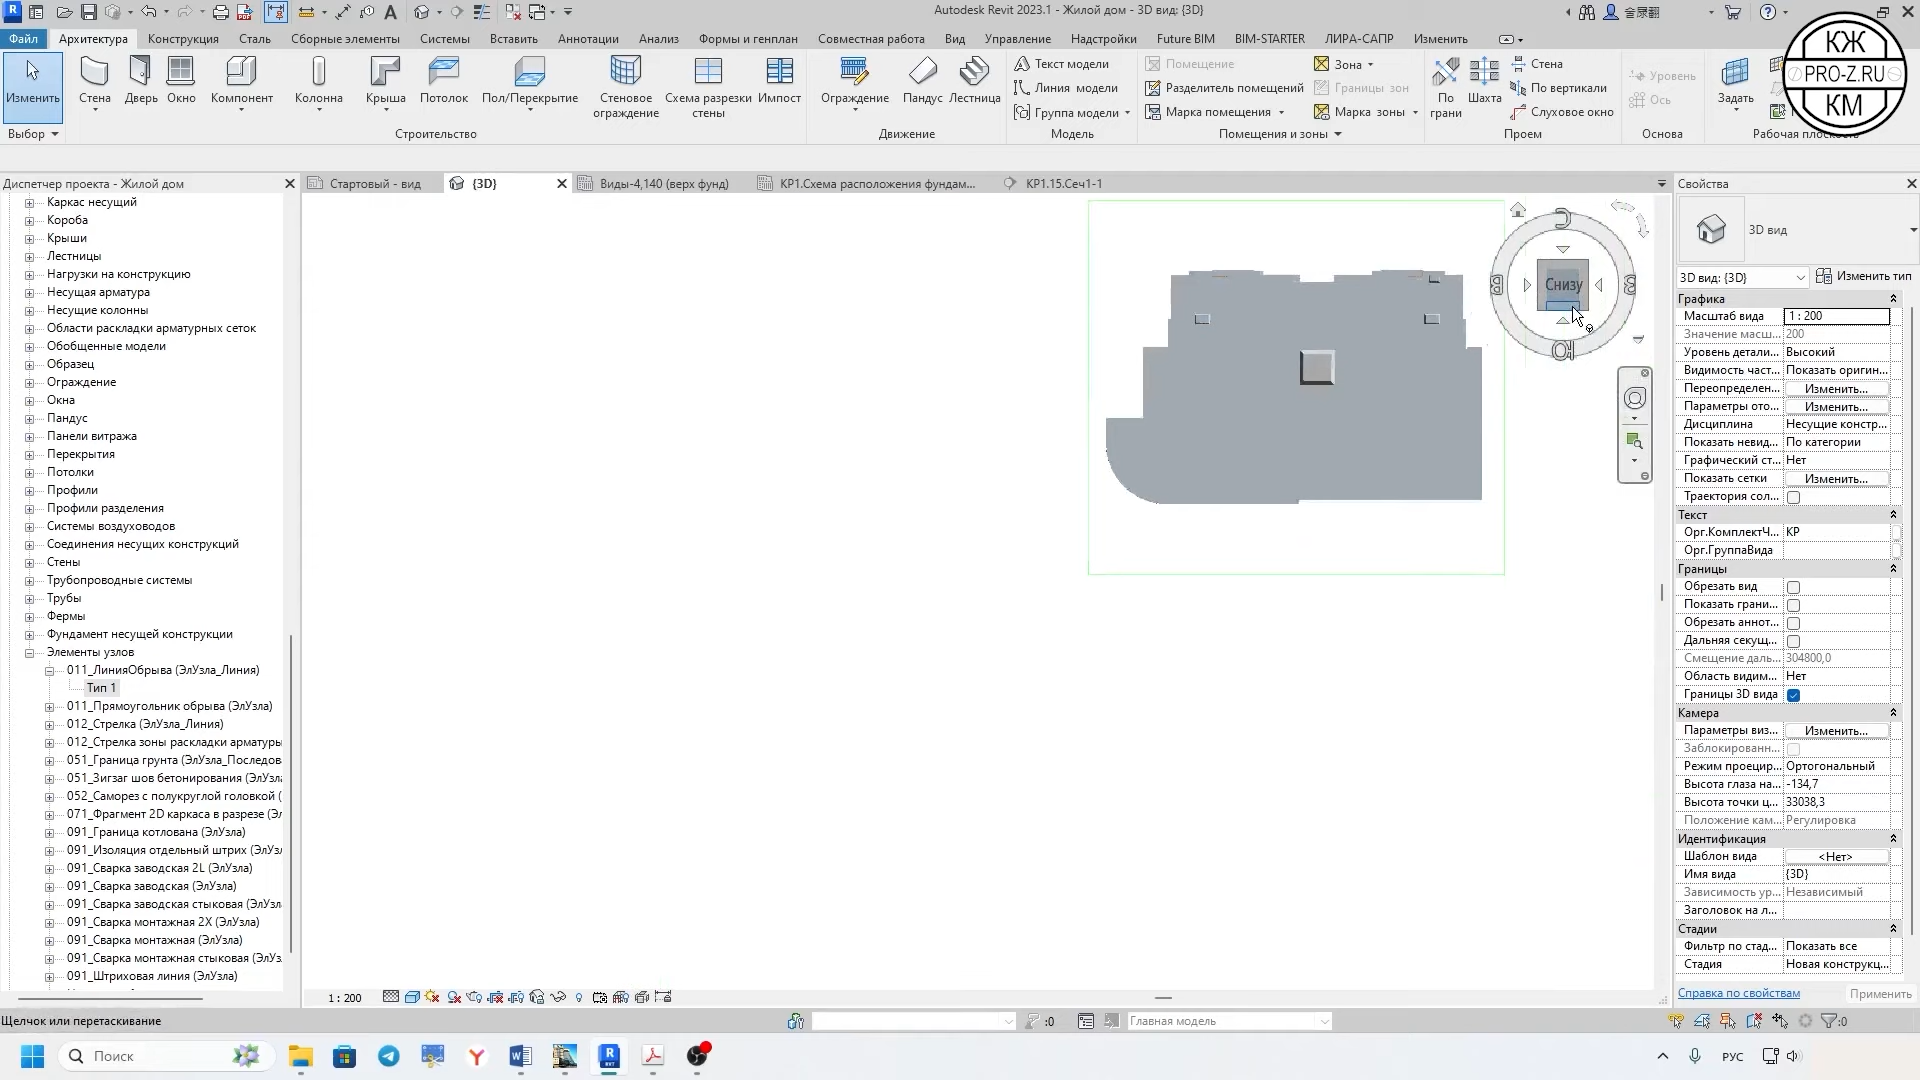 Autodesk Revit 2023.1 - Жилой дом - 3D вид: {3D}
Файл Архитектура Конструкция Сталь Сборные элементы Системы Вставить Аннотации Анализ Формы и генплан Совместная работа Вид Управление Надстройки Future BIM BIM-STARTER ЛИРА-САПР Изменить
КЖ
PRO-Z.RU
КМ
Изменить Стена Дверь Окно Компонент Колонна Крыша Потолок Пол/Перекрытие Стеновое ограждение Схема разрезки стены Импост Ограждение Пандус Лестница
Текст модели
Линия модели
Группа модели
Помещение
Разделитель помещений
Марка помещения
Зона
Границы зон
Марка зоны
По грани
Шахта
Стена
По вертикали
Слуховое окно
Уровень
Ось
Задать
Выбор Строительство Движение Модель Помещения и зоны Проем Основа Рабочая плоскость
Диспетчер проекта - Жилой дом
Стартовый - вид {3D} Виды-4,140 (верх фунд) КР1.Схема расположения фундам... КР1.15.Сеч1-1
Каркас несущий
Короба
Крыши
Лестницы
Нагрузки на конструкцию
Несущая арматура
Несущие колонны
Области раскладки арматурных сеток
Обобщенные модели
Образец
Ограждение
Окна
Пандус
Панели витража
Перекрытия
Потолки
Профили
Профили разделения
Системы воздуховодов
Соединения несущих конструкций
Стены
Трубопроводные системы
Трубы
Фермы
Фундамент несущей конструкции
Элементы узлов
011_ЛинияОбрыва (ЭлУзла_Линия)
Тип 1
011_Прямоугольник обрыва (ЭлУзла)
012_Стрелка (ЭлУзла_Линия)
012_Стрелка зоны раскладки арматуры
051_Граница грунта (ЭлУзла_Последов
051_Зигзаг шов бетонирования (ЭлУзла
052_Саморез с полукруглой головкой (
071_Фрагмент 2D каркаса в разрезе (Эл
091_Граница котлована (ЭлУзла)
091_Изоляция отдельный штрих (ЭлУзл
091_Сварка заводская 2L (ЭлУзла)
091_Сварка заводская (ЭлУзла)
091_Сварка заводская стыковая (ЭлУзл
091_Сварка монтажная 2X (ЭлУзла)
091_Сварка монтажная (ЭлУзла)
091_Сварка монтажная стыковая (ЭлУз
091_Штриховая линия (ЭлУзла)
С
В
Снизу
З
Ю
Свойства
3D вид
3D вид: {3D} Изменить тип
Графика
Масштаб вида 1 : 200
Значение масш... 200
Уровень детали... Высокий
Видимость част... Показать оригин...
Переопределен... Изменить...
Параметры ото... Изменить...
Дисциплина Несущие констр...
Показать невид... По категории
Графический ст... Нет
Показать сетки Изменить...
Траектория сол...
Текст
Орг.КомплектЧ... КР
Орг.ГруппаВида
Границы
Обрезать вид
Показать грани...
Обрезать аннот...
Дальняя секущ...
Смещение даль... 304800,0
Область видим... Нет
Границы 3D вида
Камера
Параметры виз... Изменить...
Заблокированн...
Режим проецир... Ортогональный
Высота глаза на... -134,7
Высота точки ц... 33038,3
Положение кам... Регулировка
Идентификация
Шаблон вида <Нет>
Имя вида {3D}
Зависимость ур... Независимый
Заголовок на л...
Стадии
Фильтр по стад... Показать все
Стадия Новая конструкц...
Справка по свойствам Применить
1 : 200
Щелчок или перетаскивание :0 Главная модель :0
Поиск РУС